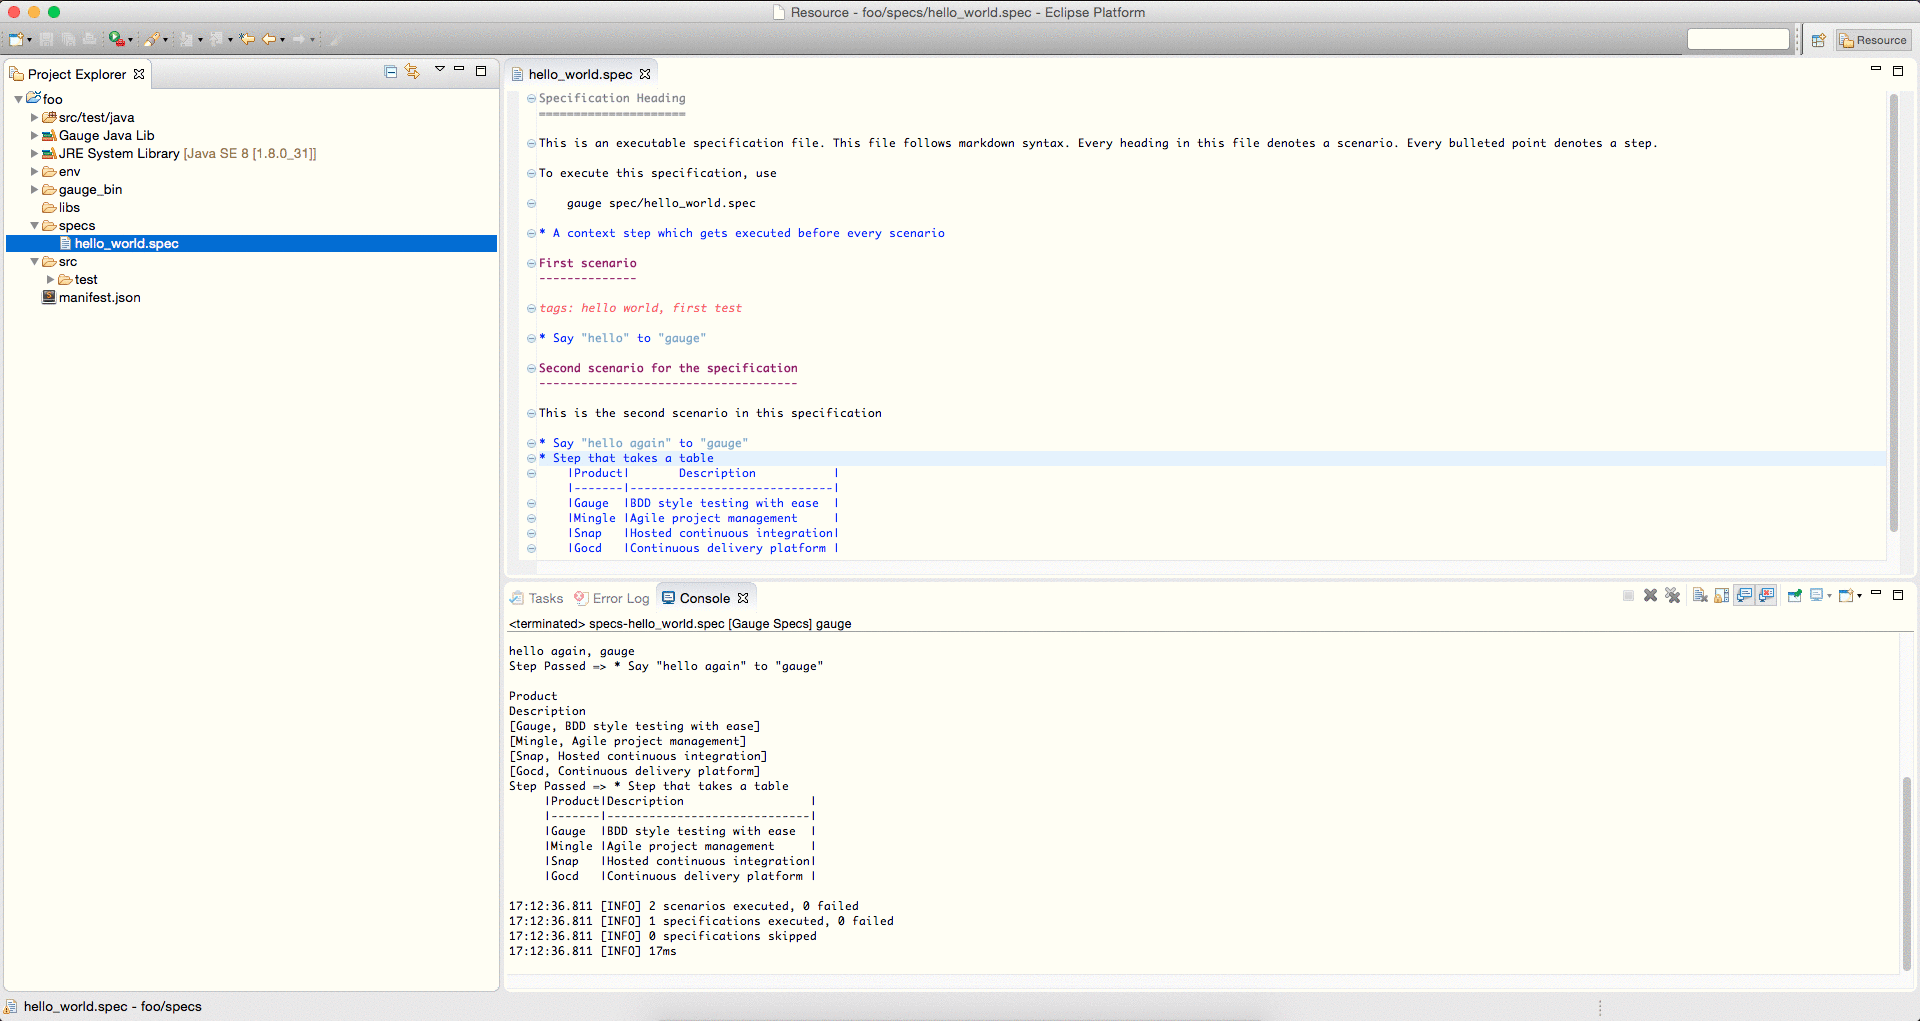 Resource - foo/specs/hello_world.spec - Eclipse Platform
Resource
Project Explorer
foo
src/test/java
Gauge Java Lib
JRE System Library [Java SE 8 [1.8.0_31]]
env
gauge_bin
libs
specs
hello_world.spec
src
test
manifest.json
hello_world.spec
Specification Heading
=====================
This is an executable specification file. This file follows markdown syntax. Every heading in this file denotes a scenario. Every bulleted point denotes a step.
To execute this specification, use
gauge spec/hello_world.spec
* A context step which gets executed before every scenario
First scenario
--------------
tags: hello world, first test
* Say "hello" to "gauge"
Second scenario for the specification
-------------------------------------
This is the second scenario in this specification
* Say "hello again" to "gauge"
* Step that takes a table
|Product|       Description           |
|-------|-----------------------------|
|Gauge  |BDD style testing with ease  |
|Mingle |Agile project management     |
|Snap   |Hosted continuous integration|
|Gocd   |Continuous delivery platform |
Tasks Error Log Console
<terminated> specs-hello_world.spec [Gauge Specs] gauge
hello again, gauge
Step Passed => * Say "hello again" to "gauge"
Product
Description
[Gauge, BDD style testing with ease]
[Mingle, Agile project management]
[Snap, Hosted continuous integration]
[Gocd, Continuous delivery platform]
Step Passed => * Step that takes a table
|Product|Description                  |
|-------|-----------------------------|
|Gauge  |BDD style testing with ease  |
|Mingle |Agile project management     |
|Snap   |Hosted continuous integration|
|Gocd   |Continuous delivery platform |
17:12:36.811 [INFO] 2 scenarios executed, 0 failed
17:12:36.811 [INFO] 1 specifications executed, 0 failed
17:12:36.811 [INFO] 0 specifications skipped
17:12:36.811 [INFO] 17ms
hello_world.spec - foo/specs